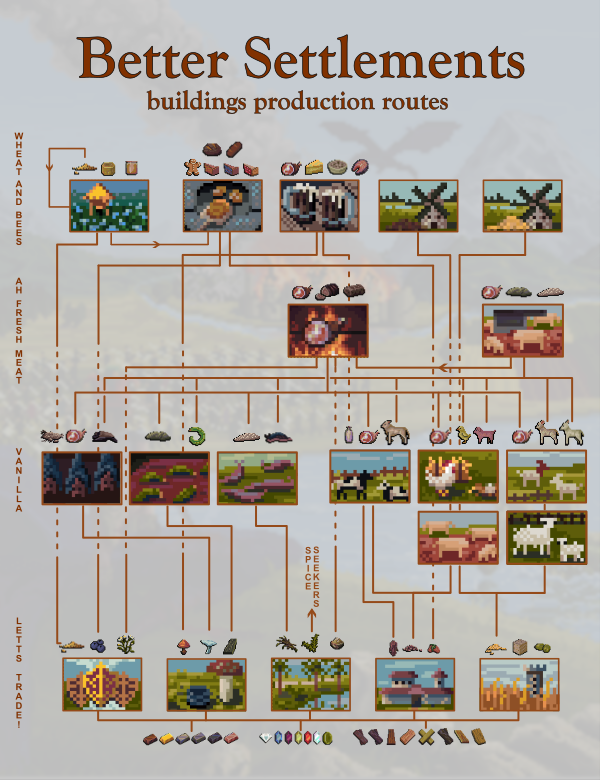 Better Settlements
buildings production routes
WHEAT AND BEES
AH FRESH MEAT
VANILLA
SPICE
SEEKERS
LETTS TRADE!